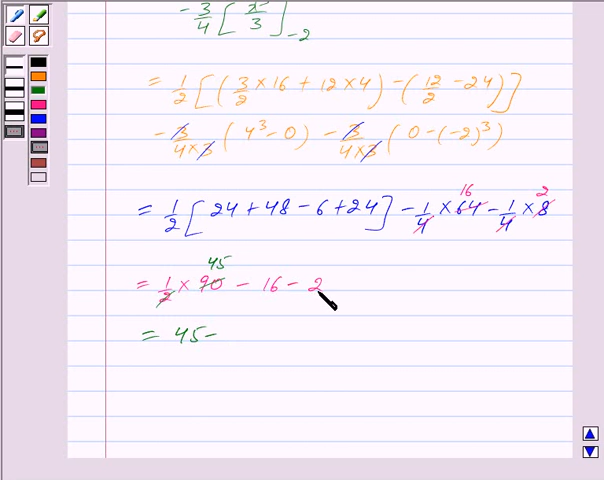 -3/4 [x³/3]₋₂
= 1/2 [(3/2 × 16 + 12 × 4) - (12/2 - 24)]
- 3/4×3 (4³ - 0) - 3/4×3 (0 - (-2)³)
16 2
= 1/2 [24 + 48 - 6 + 24] - 1/4 × 64 - 1/4 × 8
45
= 1/2 × 90 - 16 - 2
= 45 -